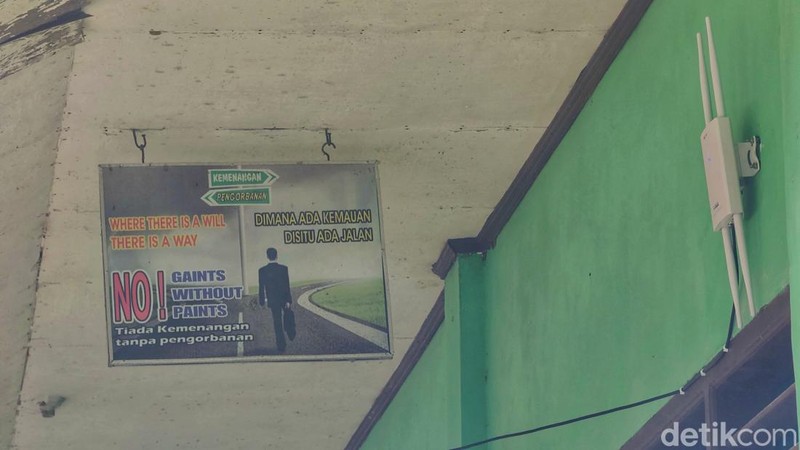 KEMENANGAN
PENGORBANAN
WHERE THERE IS A WILL
THERE IS A WAY
DIMANA ADA KEMAUAN
DISITU ADA JALAN
NO! GAINTS
WITHOUT
PAINTS
Tiada Kemenangan
tanpa pengorbanan
detikcom